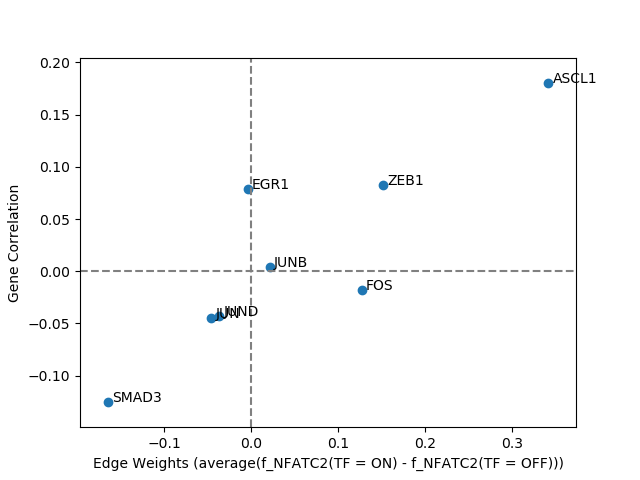 0.20
ASCL1
0.15
0.10
EGR1
ZEB1
0.05
JUNB
0.00
FOS
JUN
JUND
−0.05
−0.10
SMAD3
Gene Correlation
−0.1
0.0
0.1
0.2
0.3
Edge Weights (average(f_NFATC2(TF = ON) - f_NFATC2(TF = OFF)))